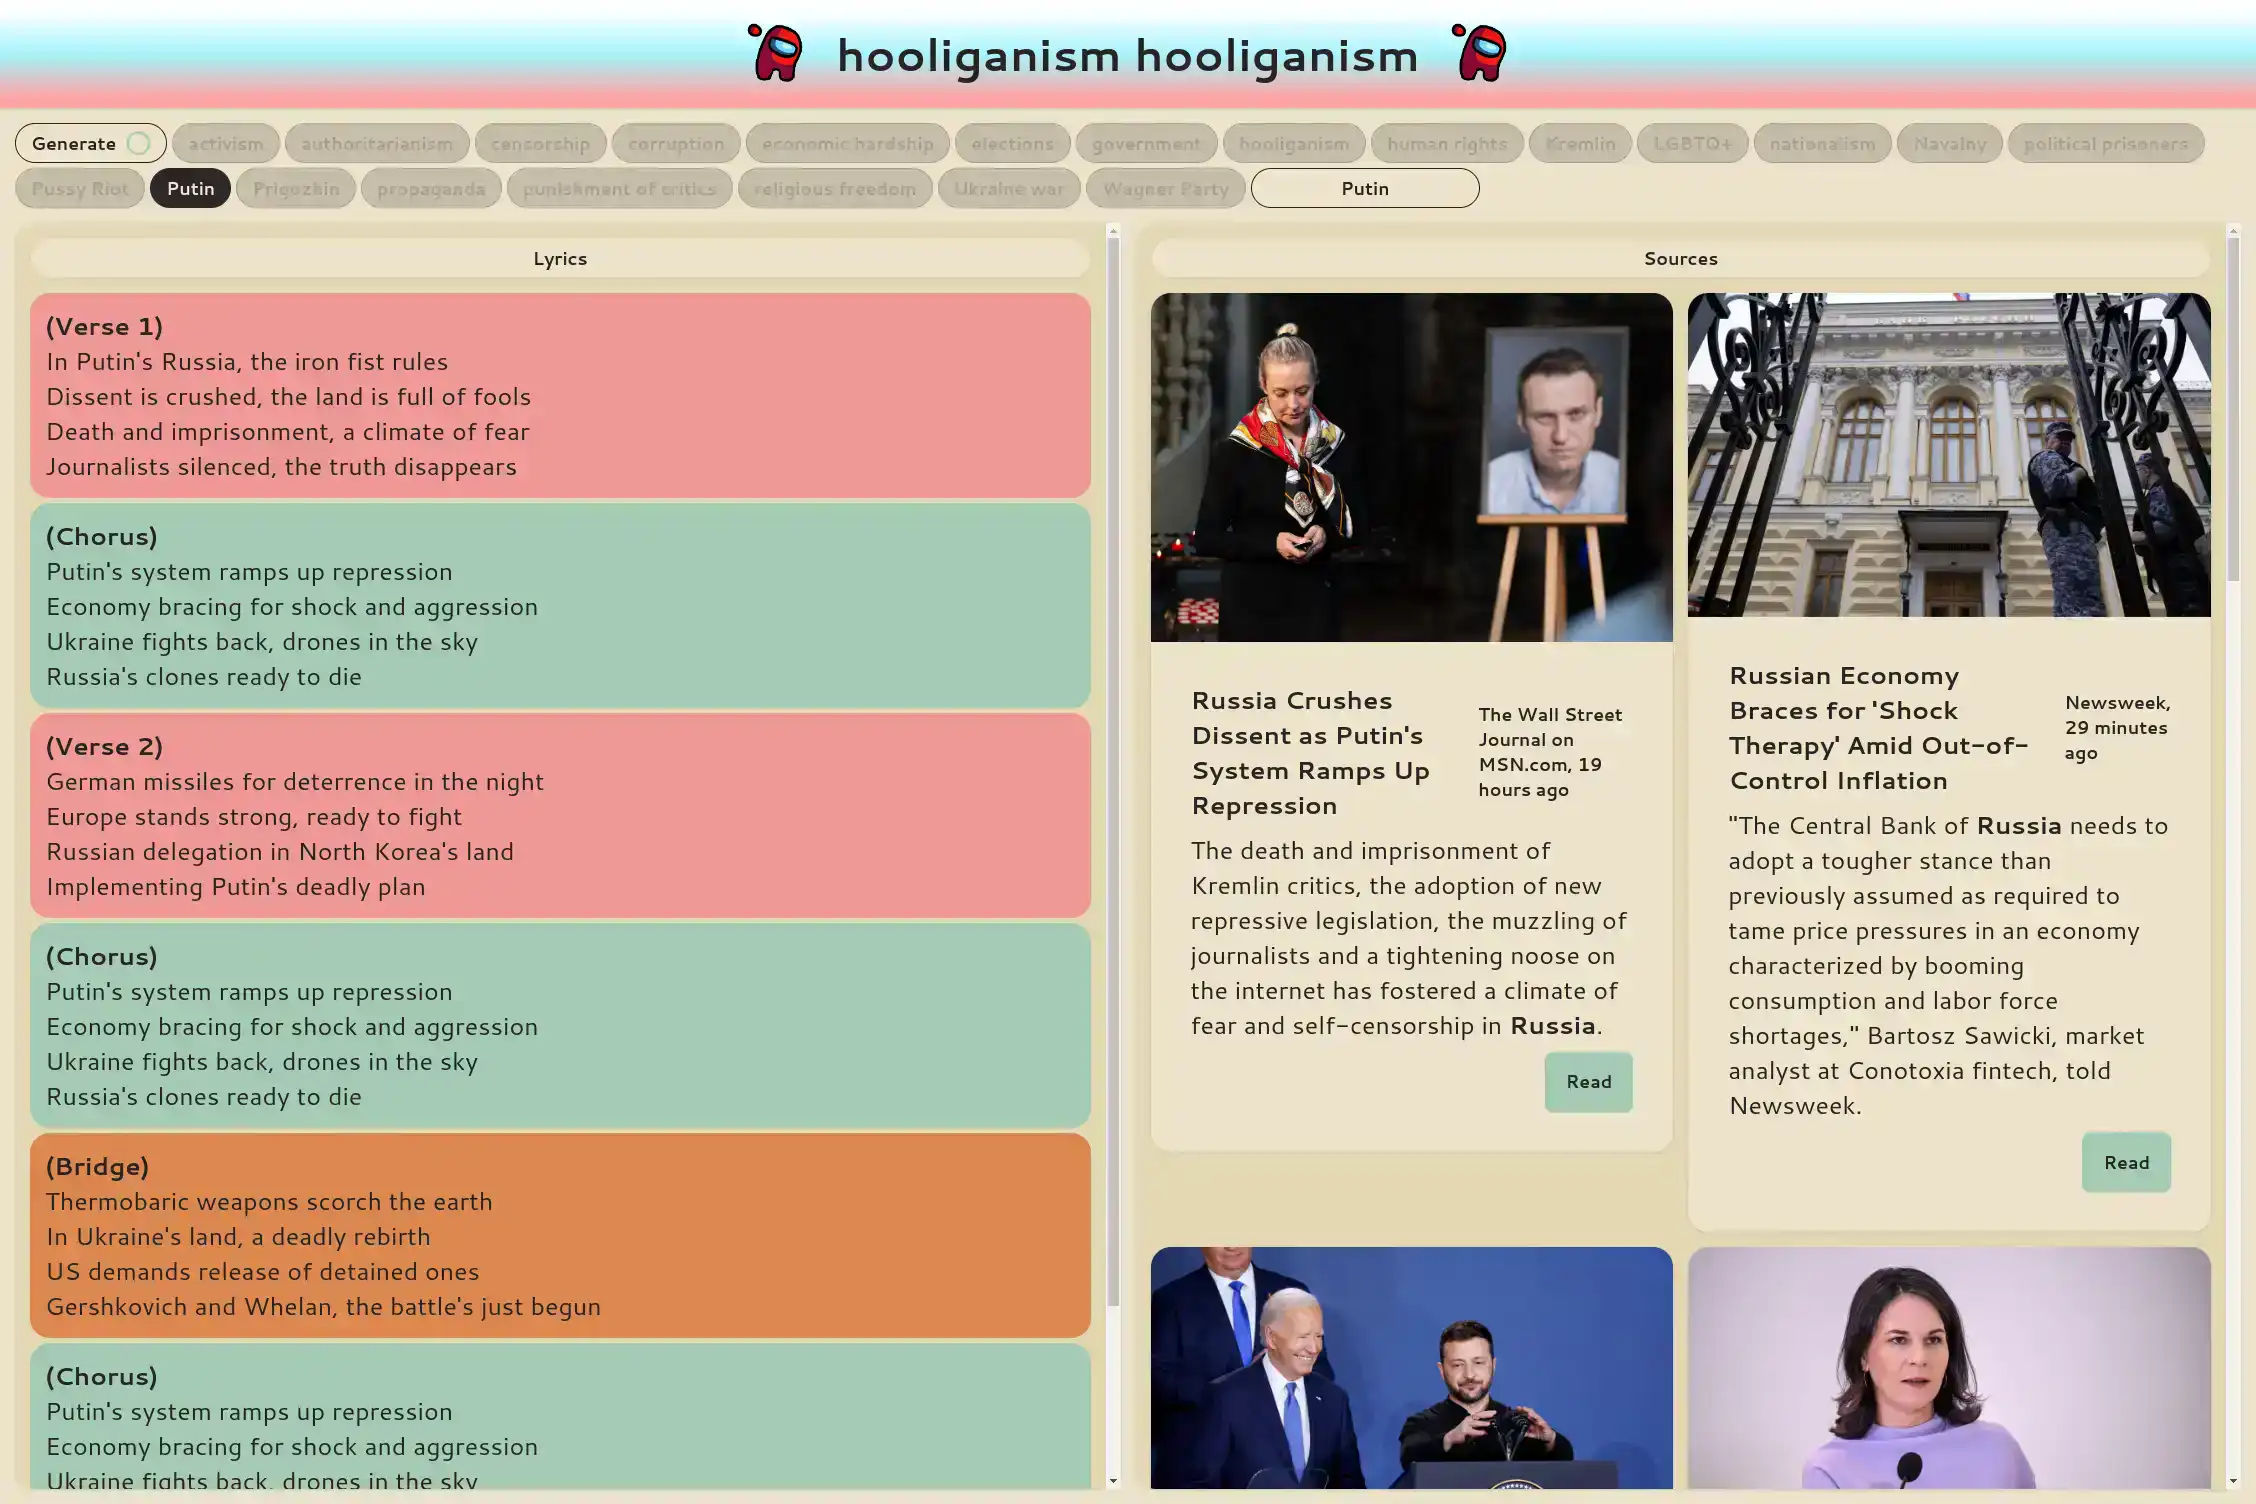 hooliganism hooliganism
Generate
activism
authoritarianism
censorship
corruption
economic hardship
elections
government
hooliganism
human rights
Kremlin
LGBTQ+
nationalism
Navalny
political prisoners
Pussy Riot
Putin
Prigozhin
propaganda
punishment of critics
religious freedom
Ukraine war
Wagner Party
Putin
Lyrics
(Verse 1)
In Putin's Russia, the iron fist rules
Dissent is crushed, the land is full of fools
Death and imprisonment, a climate of fear
Journalists silenced, the truth disappears
(Chorus)
Putin's system ramps up repression
Economy bracing for shock and aggression
Ukraine fights back, drones in the sky
Russia's clones ready to die
(Verse 2)
German missiles for deterrence in the night
Europe stands strong, ready to fight
Russian delegation in North Korea's land
Implementing Putin's deadly plan
(Chorus)
Putin's system ramps up repression
Economy bracing for shock and aggression
Ukraine fights back, drones in the sky
Russia's clones ready to die
(Bridge)
Thermobaric weapons scorch the earth
In Ukraine's land, a deadly rebirth
US demands release of detained ones
Gershkovich and Whelan, the battle's just begun
(Chorus)
Putin's system ramps up repression
Economy bracing for shock and aggression
Ukraine fights back, drones in the sky
Sources
Russia Crushes
Dissent as Putin's
System Ramps Up
Repression
The Wall Street
Journal on
MSN.com, 19
hours ago
The death and imprisonment of
Kremlin critics, the adoption of new
repressive legislation, the muzzling of
journalists and a tightening noose on
the internet has fostered a climate of
fear and self-censorship in Russia.
Read
Russian Economy
Braces for 'Shock
Therapy' Amid Out-of-
Control Inflation
Newsweek,
29 minutes
ago
"The Central Bank of Russia needs to
adopt a tougher stance than
previously assumed as required to
tame price pressures in an economy
characterized by booming
consumption and labor force
shortages," Bartosz Sawicki, market
analyst at Conotoxia fintech, told
Newsweek.
Read